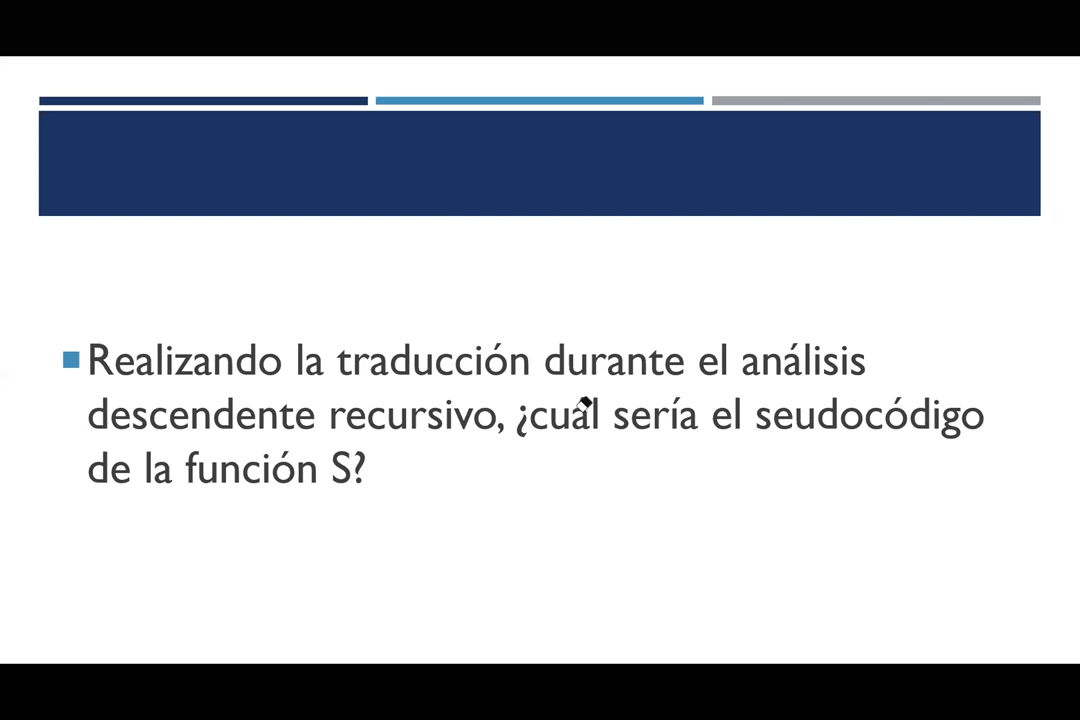 Realizando la traducción durante el análisis
descendente recursivo, ¿cuál sería el seudocódigo
de la función S?